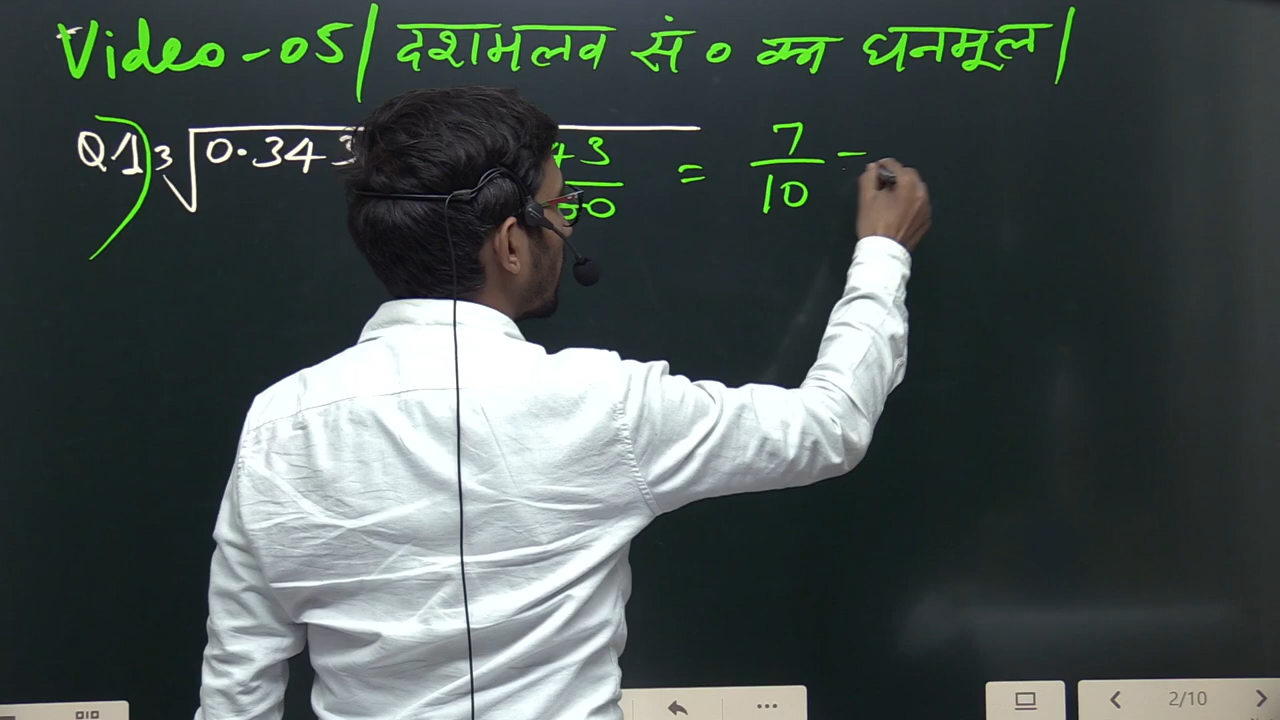 Video-05/ दशमलव सं० का घनमूल/
Q1) ∛0.343 = 7/10 =
2/10